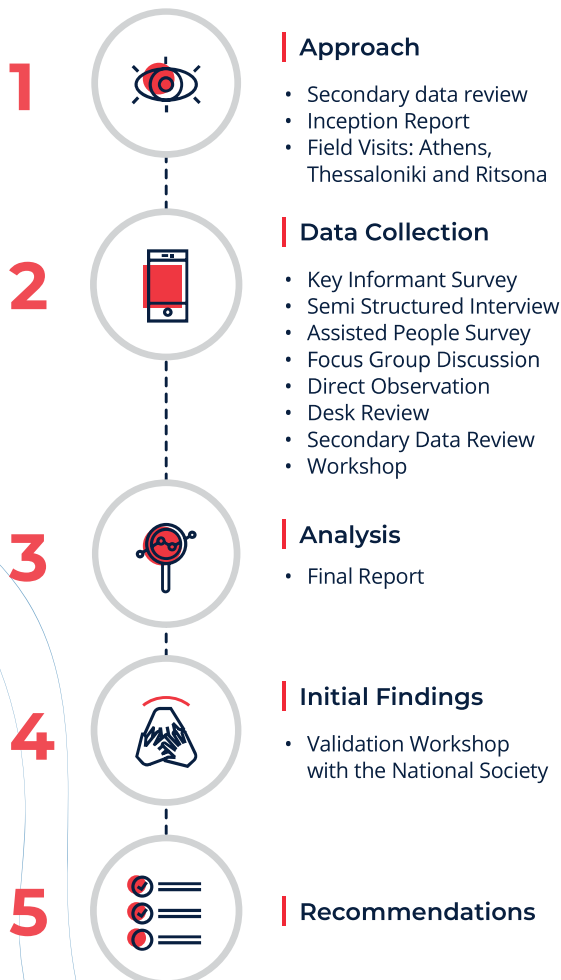 1
Approach
• Secondary data review
• Inception Report
• Field Visits: Athens,
Thessaloniki and Ritsona
2
Data Collection
• Key Informant Survey
• Semi Structured Interview
• Assisted People Survey
• Focus Group Discussion
• Direct Observation
• Desk Review
• Secondary Data Review
• Workshop
3
Analysis
• Final Report
4
Initial Findings
• Validation Workshop
with the National Society
5
Recommendations